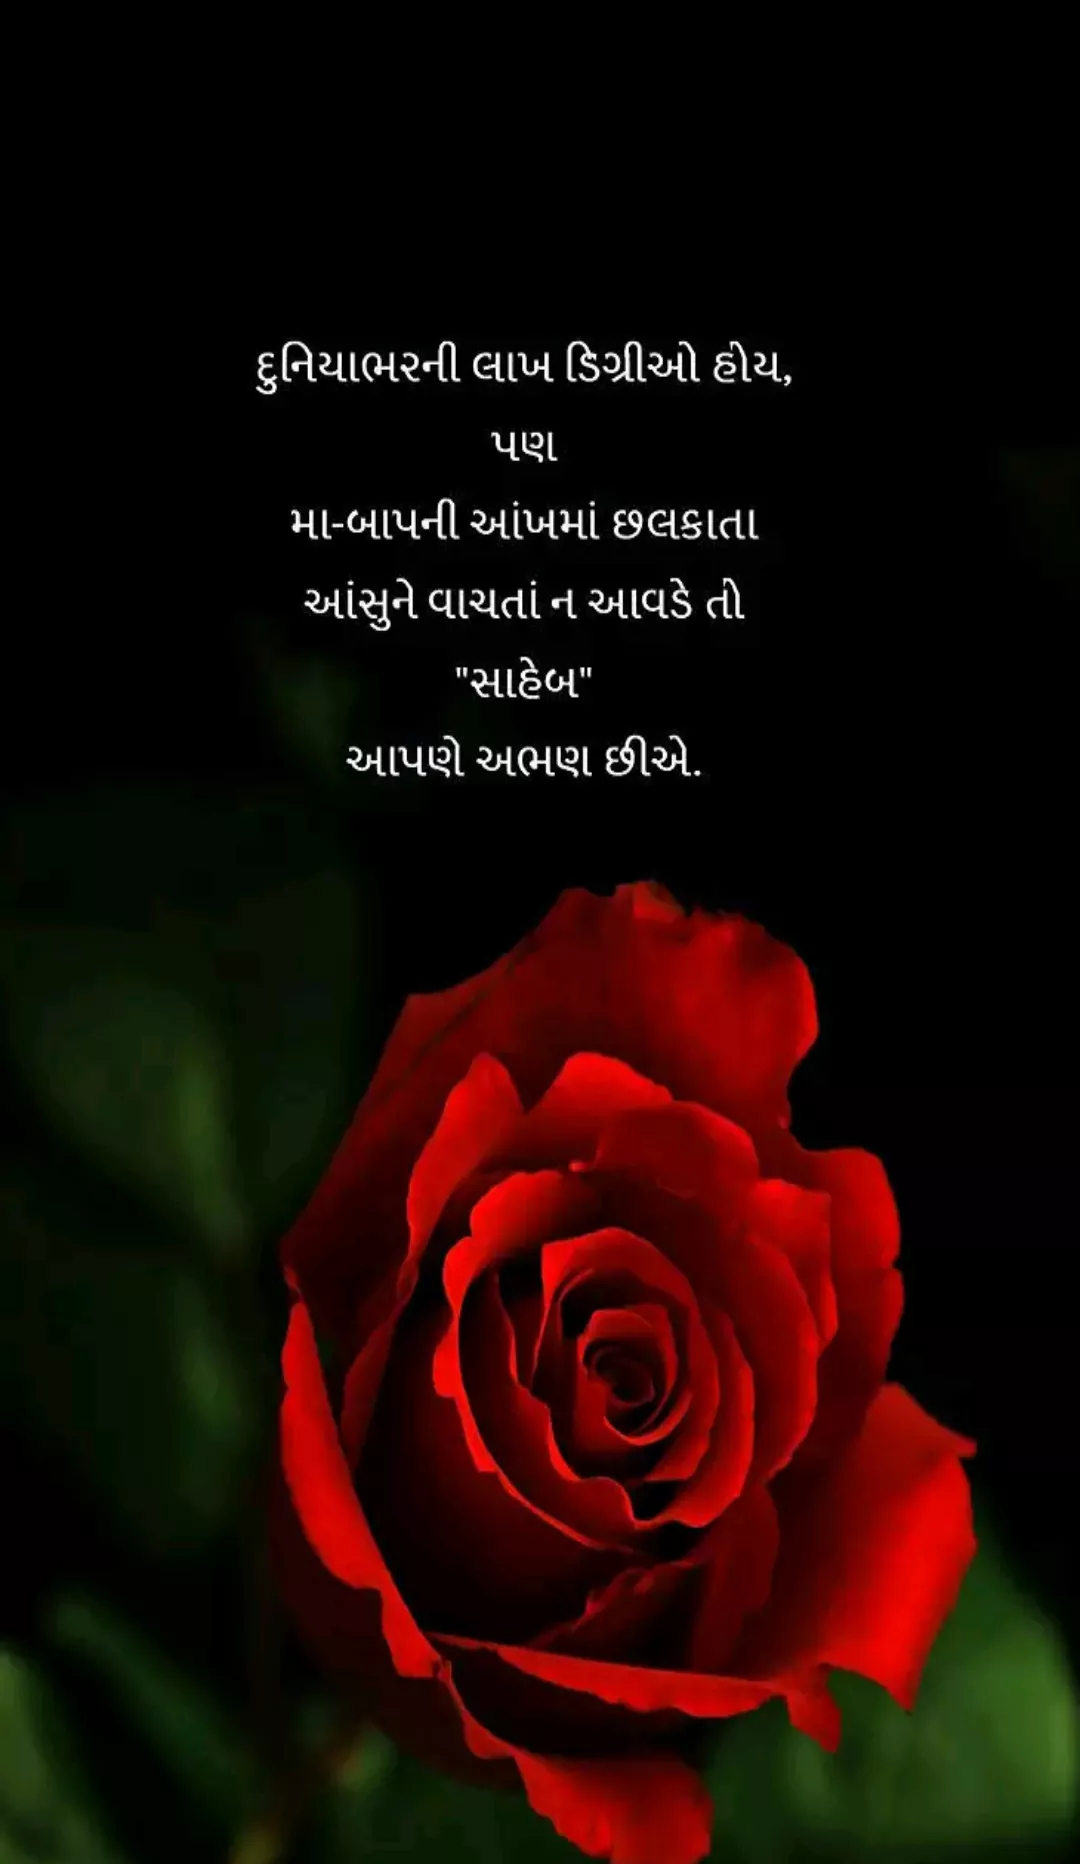 દુનિયાભરની લાખ ડિગ્રીઓ હોય,
પણ
મા-બાપની આંખમાં છલકાતા
આંસુને વાચતાં ન આવડે તો
"સાહેબ"
આપણે અભણ છીએ.